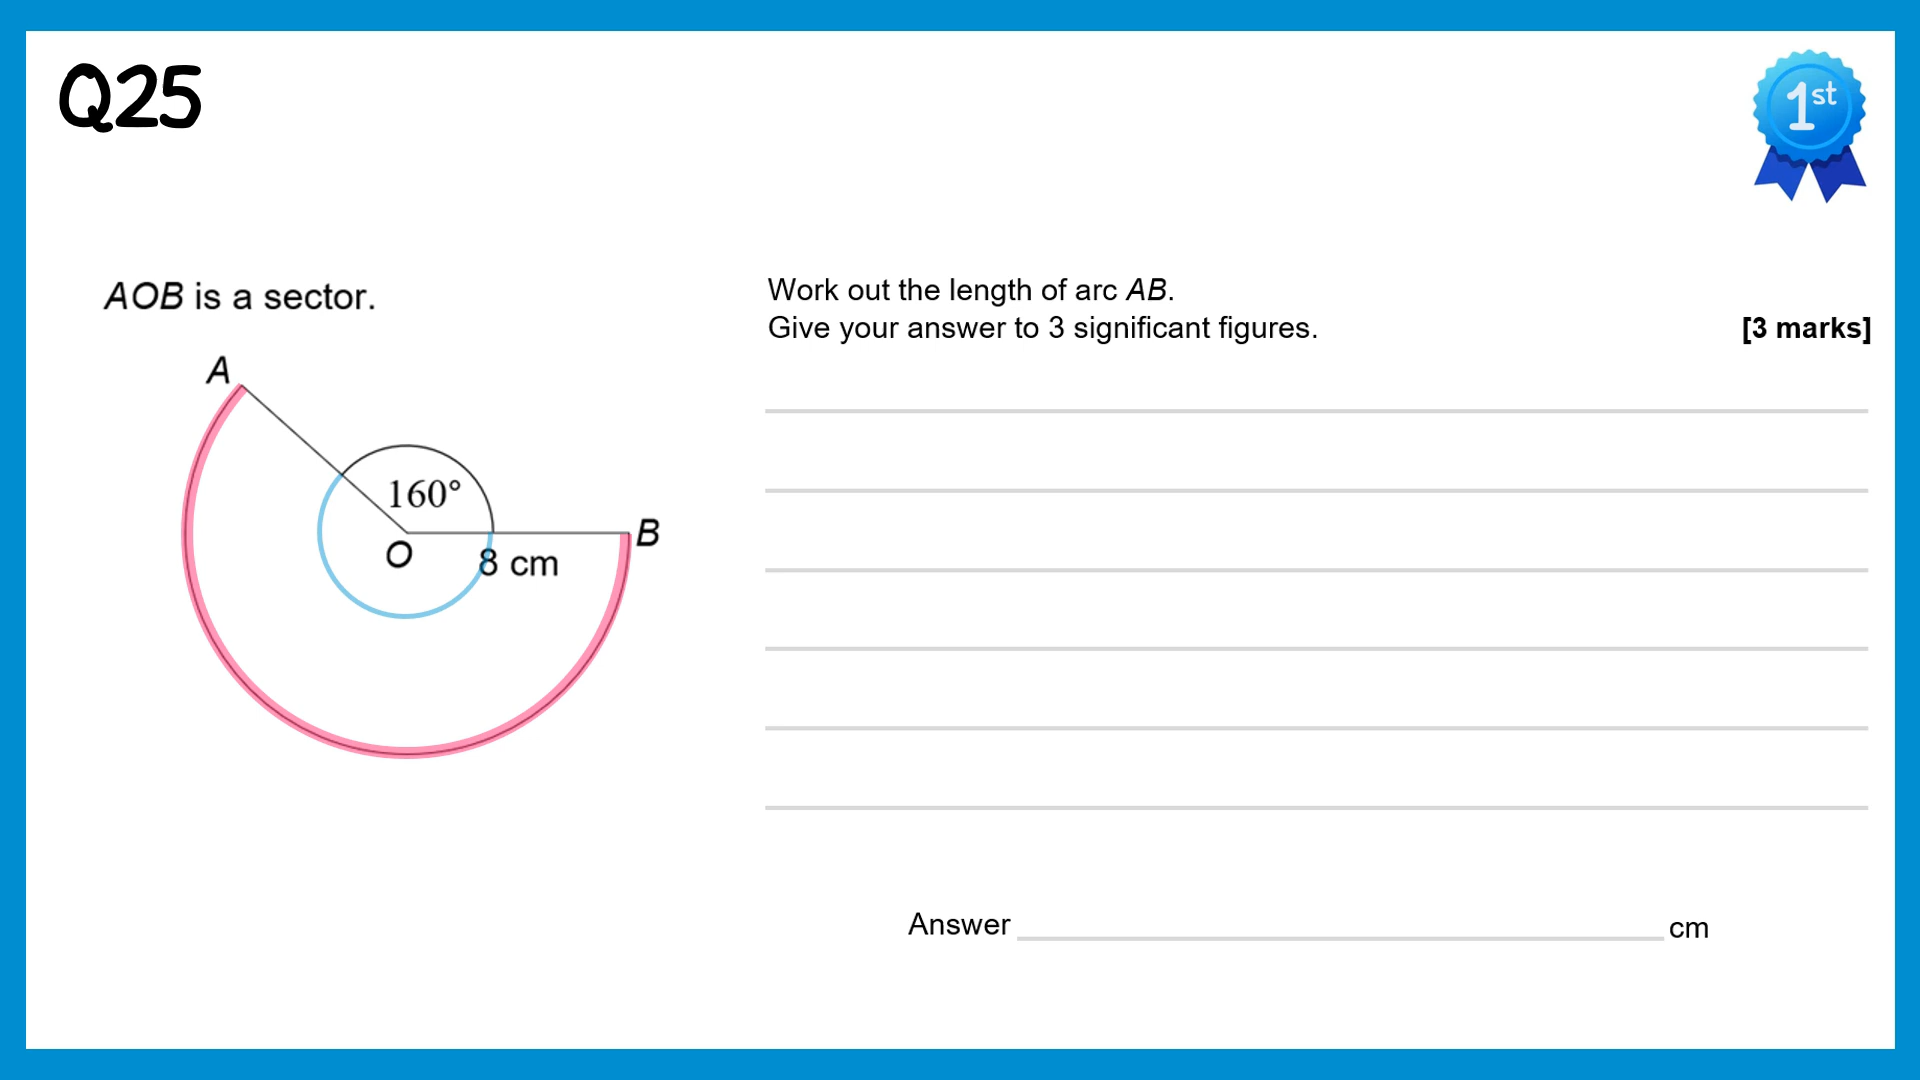 Q25
1st
AOB is a sector.
Work out the length of arc AB.
Give your answer to 3 significant figures.
[3 marks]
A
160°
O
B
8 cm
Answer
cm